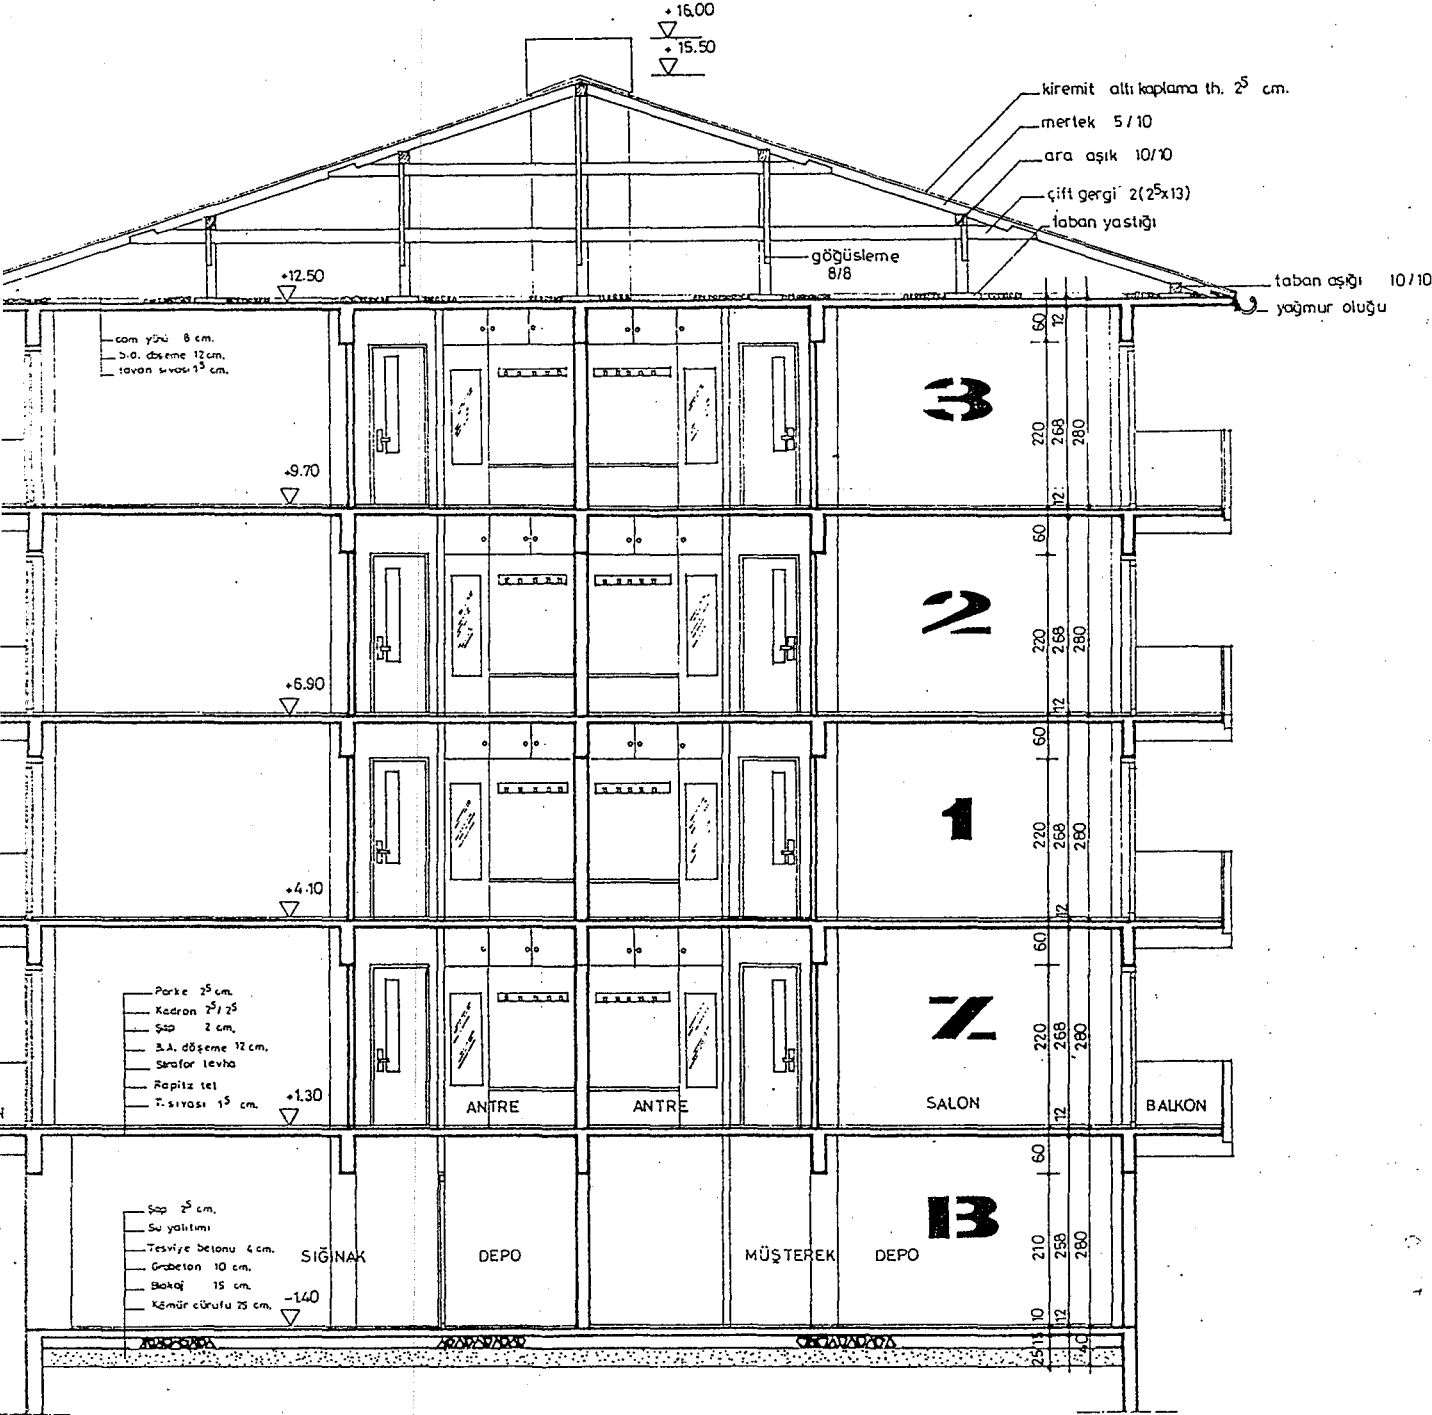 + 16.00
+ 15.50
kiremit altı kaplama th. 2⁵ cm.
mertek 5/10
ara aşık 10/10
çift gergi 2(2⁵x13)
taban yastığı
göğüsleme
8/8
taban aşığı 10/10
yağmur oluğu
+12.50
cam yünü 8 cm.
b.a. döşeme 12 cm.
tavan sıvası 1⁵ cm.
60 12
3
220 268 280
+9.70
12
60
2
220 268 280
+6.90
12
60
1
220 268 280
+4.10
12
60
Parke 2⁵ cm.
Kadron 2⁵/2⁵
Şap 2 cm.
B.A. döşeme 12 cm.
Strafor levha
Rapitz tel
T. sıvası 1⁵ cm.
Z
220 268 280
+1.30
ANTRE ANTRE SALON BALKON
12
60
B
Şap 2⁵ cm.
Su yalıtımı
Tesviye betonu 4 cm.
Grobeton 10 cm.
Blokaj 15 cm.
Kömür cürufu 25 cm.
SIĞINAK DEPO MÜŞTEREK DEPO
210 258 280
-1.40
10 12
25 15 40